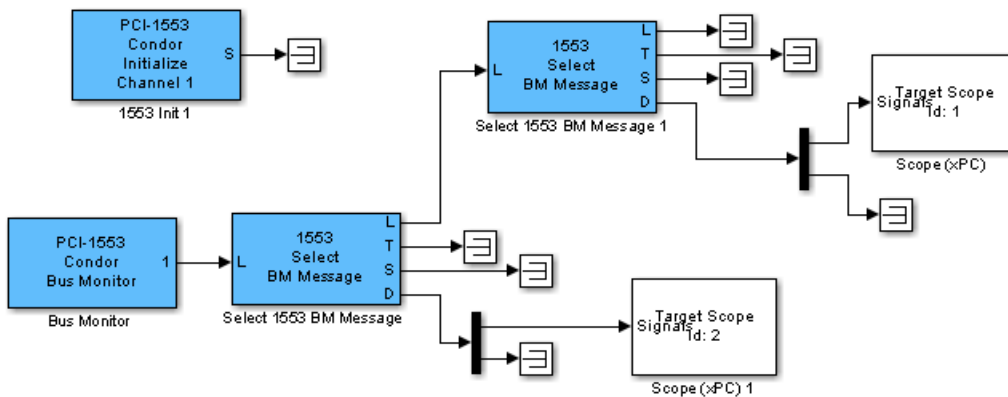 PCI-1553
Condor
Initialize
Channel 1
S
1553 Init 1
1553
Select
BM Message
L
L
T
S
D
Select 1553 BM Message 1
Target Scope
Id: 1
Signals
Scope (xPC)
PCI-1553
Condor
Bus Monitor
1
Bus Monitor
1553
Select
BM Message
L
L
T
S
D
Select 1553 BM Message
Target Scope
Id: 2
Signals
Scope (xPC) 1